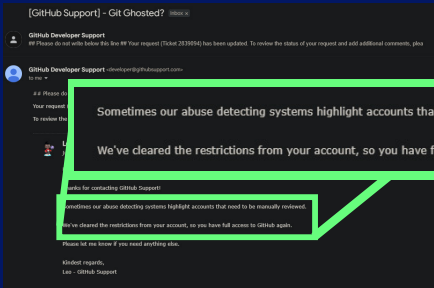 [GitHub Support] - Git Ghosted? Inbox x
GitHub Developer Support
## Please do not write below this line ## Your request (Ticket 2039094) has been updated. To review the status of your request and add additional comments, plea
GitHub Developer Support <developer@githubsupport.com>
to me
## Please do
Your request
To review the
Sometimes our abuse detecting systems highlight accounts tha
We've cleared the restrictions from your account, so you have f
Thanks for contacting GitHub Support!
Sometimes our abuse detecting systems highlight accounts that need to be manually reviewed.
We've cleared the restrictions from your account, so you have full access to GitHub again.
Please let me know if you need anything else.
Kindest regards,
Leo - GitHub Support